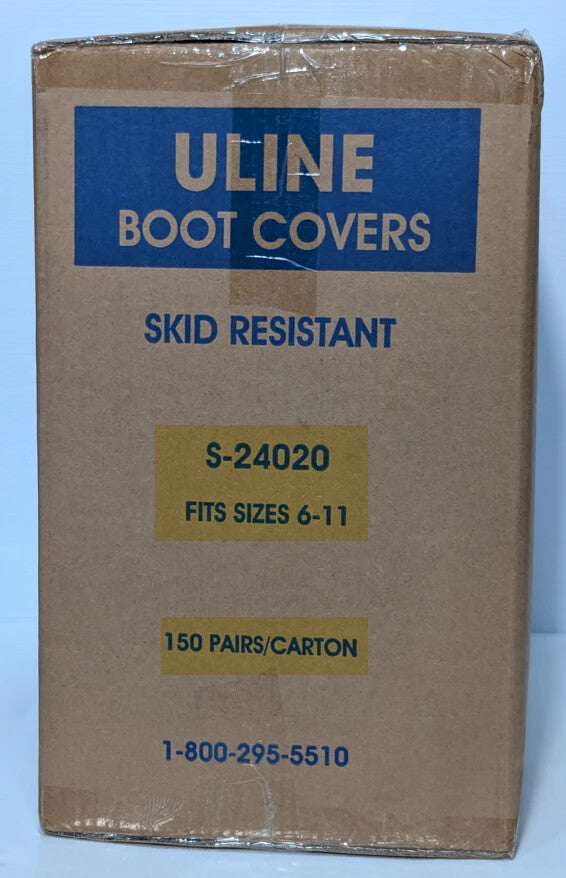 ULINE
BOOT COVERS
SKID RESISTANT
S-24020
FITS SIZES 6-11
150 PAIRS/CARTON
1-800-295-5510